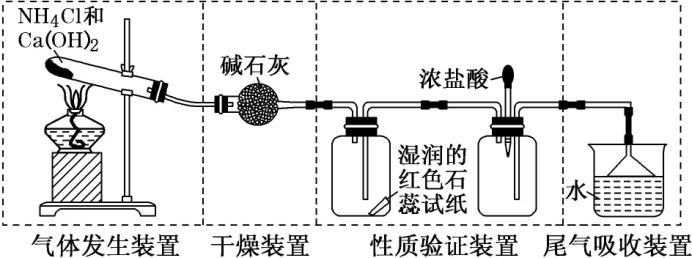 NH₄Cl和
Ca(OH)₂
碱石灰
浓盐酸
湿润的
红色石
蕊试纸
水
气体发生装置
干燥装置
性质验证装置
尾气吸收装置